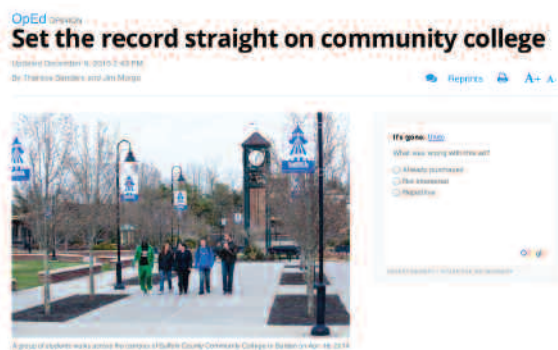 OpEd OPINION
Set the record straight on community college
Updated December 9, 2015 2:43 PM
By Theresa Sanders and Jim Morgo
Reprints A+ A-
It's gone. Undo
What was wrong with this ad?
Already purchased
Not interested
Repetitive
Google
A group of students walks across the campus of Suffolk County Community College in Selden on Apr. 16, 2014